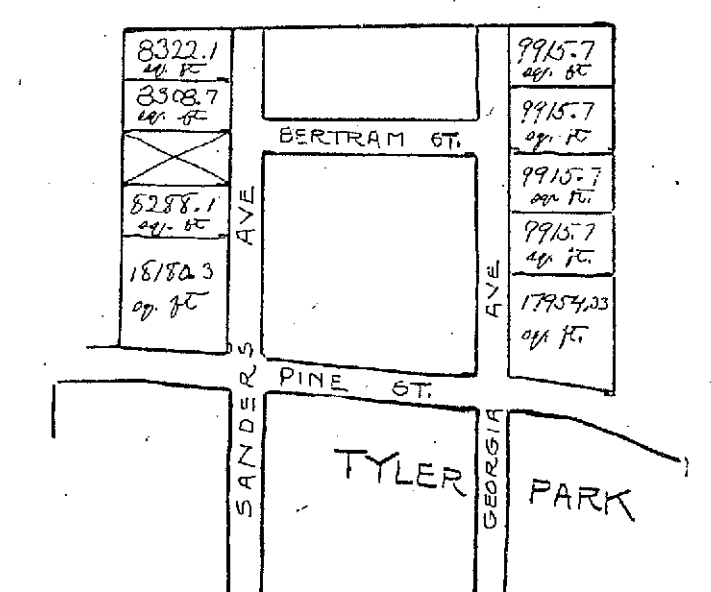 8322.1
sq. ft
8308.7
sq. ft
8288.1
sq. ft
18180.3
sq. ft
9915.7
sq. ft
9915.7
sq. ft
9915.7
sq. ft.
9915.7
sq. ft.
17954.33
sq. ft.
BERTRAM ST.
SANDERS AVE
GEORGIA AVE
PINE ST.
TYLER PARK